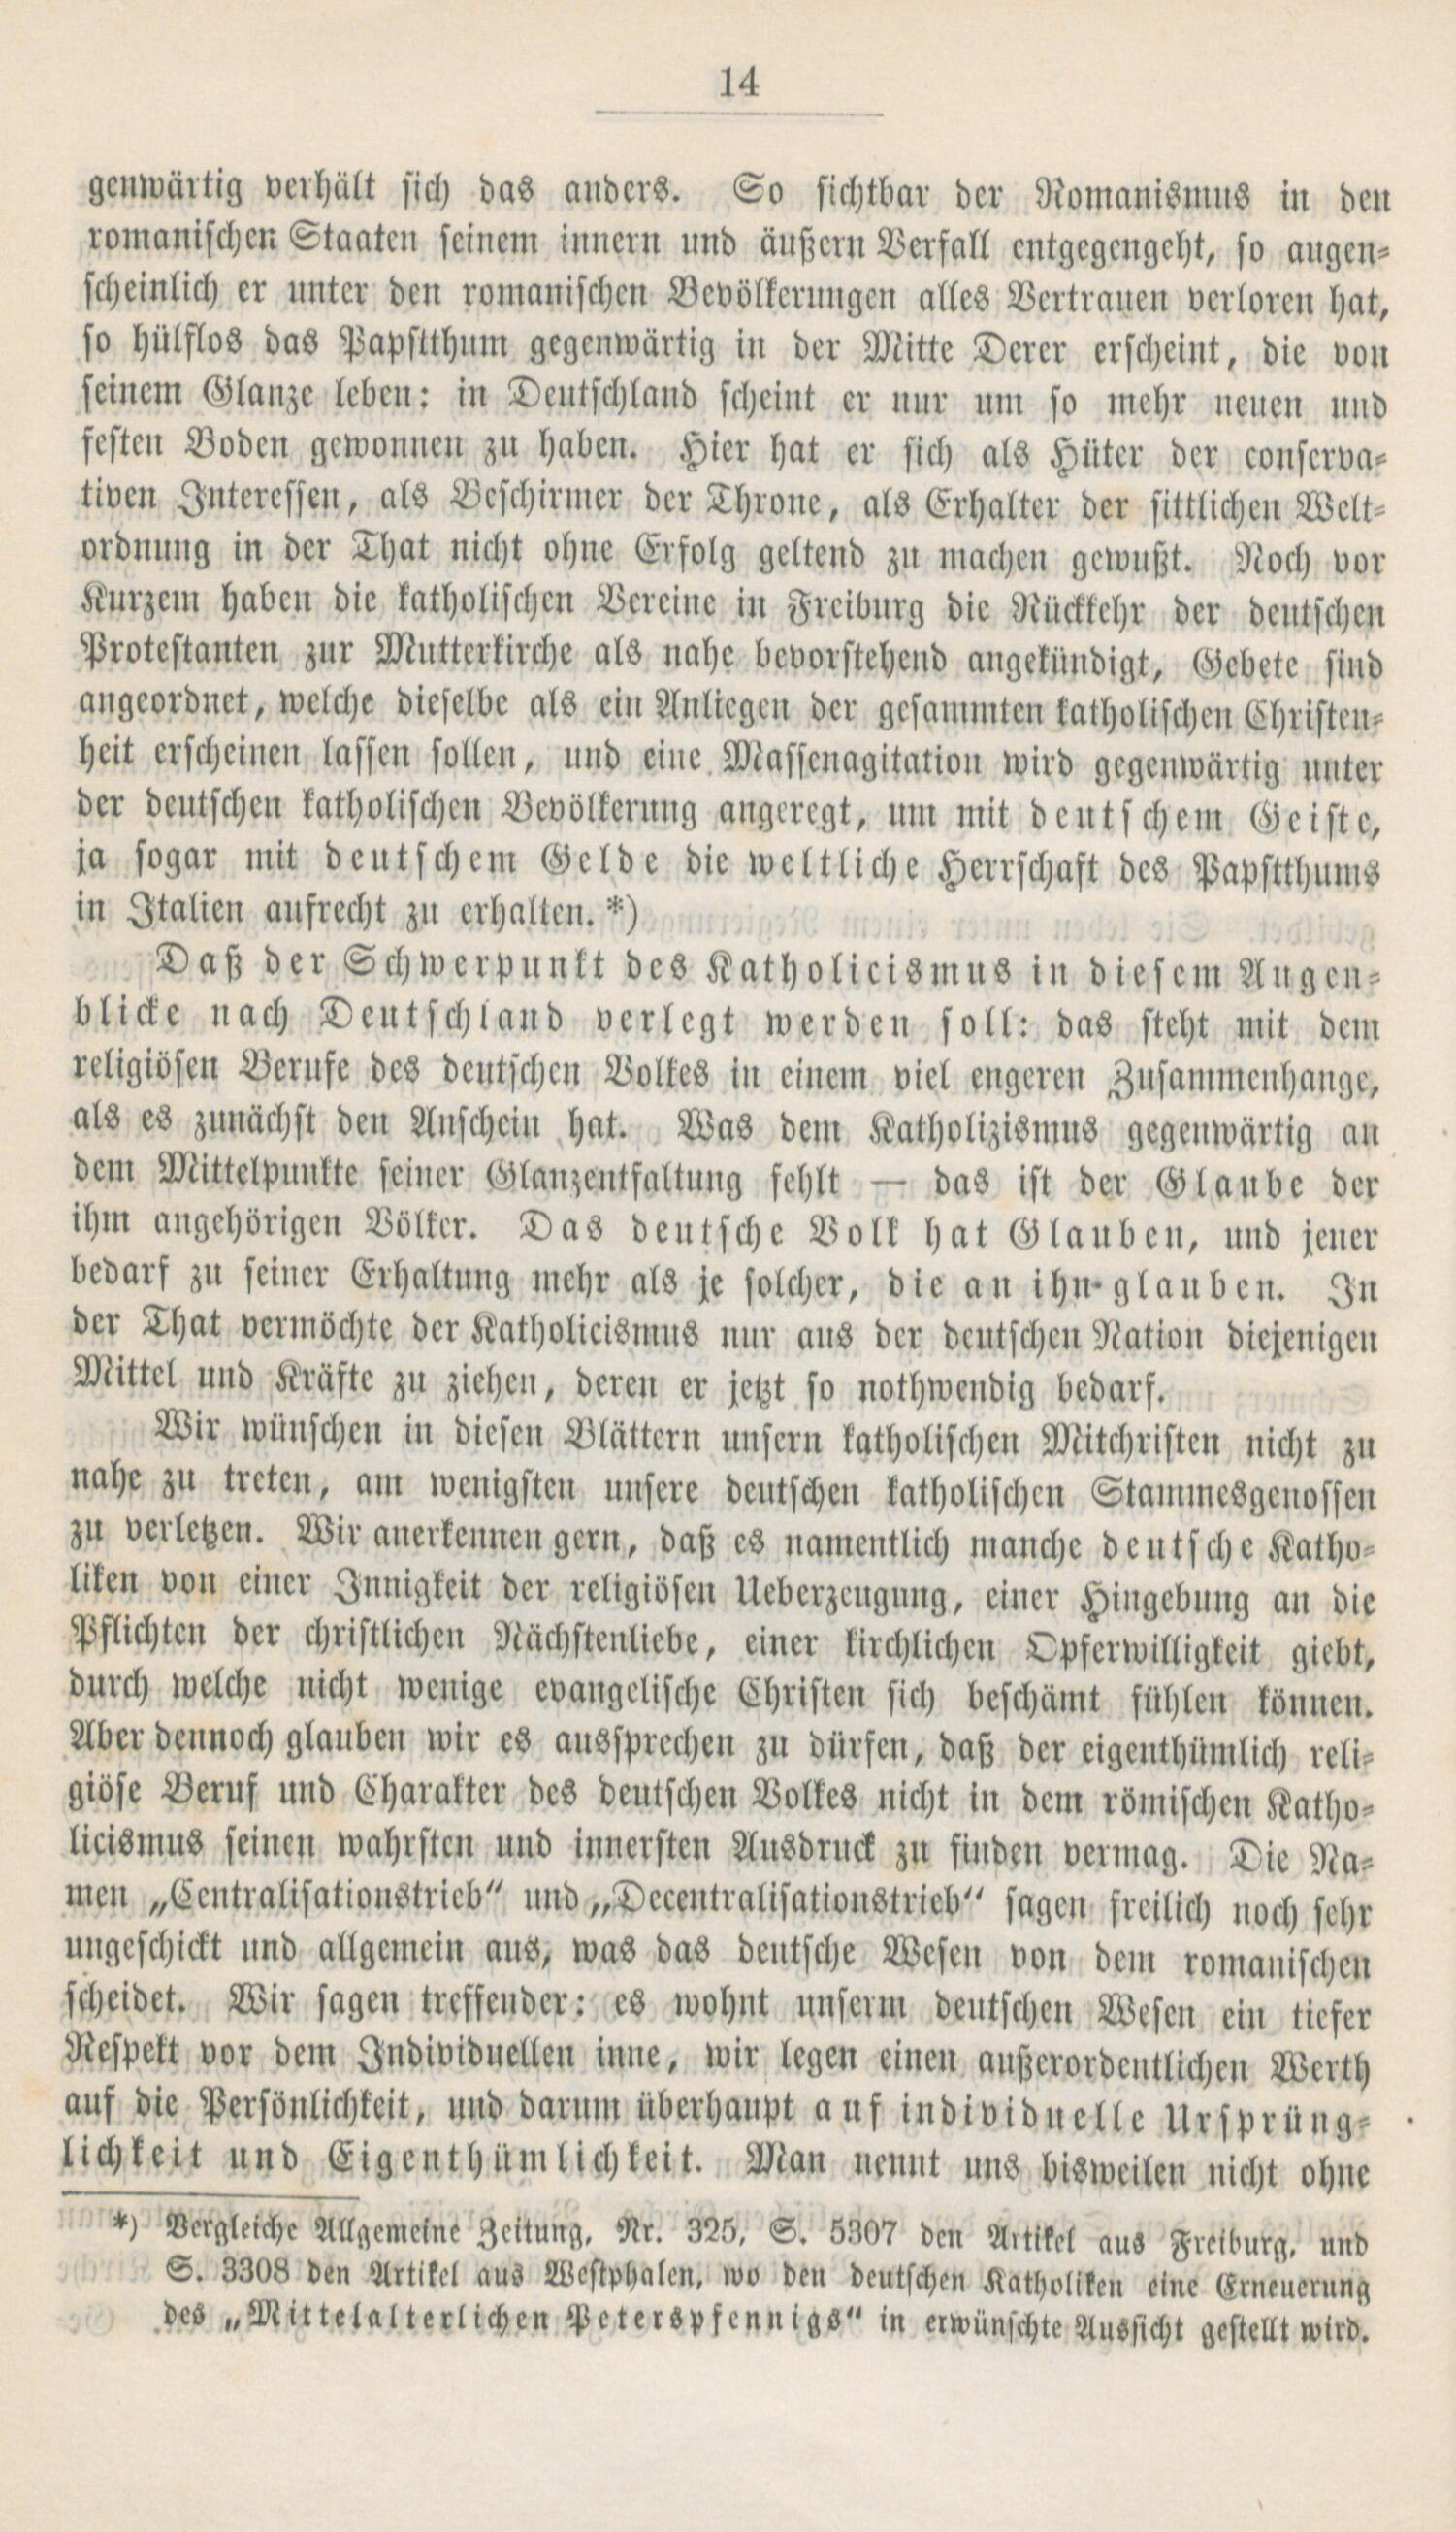 14
genwärtig verhält sich das anders. So sichtbar der Romanismus in den
romanischen Staaten seinem innern und äußern Verfall entgegengeht, so augen-
scheinlich er unter den romanischen Bevölkerungen alles Vertrauen verloren hat,
so hülflos das Papstthum gegenwärtig in der Mitte Derer erscheint, die von
seinem Glanze leben: in Deutschland scheint er nur um so mehr neuen und
festen Boden gewonnen zu haben. Hier hat er sich als Hüter der conserva-
tiven Interessen, als Beschirmer der Throne, als Erhalter der sittlichen Welt-
ordnung in der That nicht ohne Erfolg geltend zu machen gewußt. Noch vor
Kurzem haben die katholischen Vereine in Freiburg die Rückkehr der deutschen
Protestanten zur Mutterkirche als nahe bevorstehend angekündigt, Gebete sind
angeordnet, welche dieselbe als ein Anliegen der gesammten katholischen Christen-
heit erscheinen lassen sollen, und eine Massenagitation wird gegenwärtig unter
der deutschen katholischen Bevölkerung angeregt, um mit deutschem Geiste,
ja sogar mit deutschem Gelde die weltliche Herrschaft des Papstthums
in Italien aufrecht zu erhalten.*)
Daß der Schwerpunkt des Katholicismus in diesem Augen-
blicke nach Deutschland verlegt werden soll: das steht mit dem
religiösen Berufe des deutschen Volkes in einem viel engeren Zusammenhange,
als es zunächst den Anschein hat. Was dem Katholizismus gegenwärtig an
dem Mittelpunkte seiner Glanzentfaltung fehlt — das ist der Glaube der
ihm angehörigen Völker. Das deutsche Volk hat Glauben, und jener
bedarf zu seiner Erhaltung mehr als je solcher, die an ihn glauben. In
der That vermöchte der Katholicismus nur aus der deutschen Nation diejenigen
Mittel und Kräfte zu ziehen, deren er jetzt so nothwendig bedarf.
Wir wünschen in diesen Blättern unsern katholischen Mitchristen nicht zu
nahe zu treten, am wenigsten unsere deutschen katholischen Stammesgenossen
zu verletzen. Wir anerkennen gern, daß es namentlich manche deutsche Katho-
liken von einer Innigkeit der religiösen Ueberzeugung, einer Hingebung an die
Pflichten der christlichen Nächstenliebe, einer kirchlichen Opferwilligkeit giebt,
durch welche nicht wenige evangelische Christen sich beschämt fühlen können.
Aber dennoch glauben wir es aussprechen zu dürfen, daß der eigenthümlich reli-
giöse Beruf und Charakter des deutschen Volkes nicht in dem römischen Katho-
licismus seinen wahrsten und innersten Ausdruck zu finden vermag. Die Na-
men „Centralisationstrieb“ und „Decentralisationstrieb“ sagen freilich noch sehr
ungeschickt und allgemein aus, was das deutsche Wesen von dem romanischen
scheidet. Wir sagen treffender: es wohnt unserm deutschen Wesen ein tiefer
Respekt vor dem Individuellen inne, wir legen einen außerordentlichen Werth
auf die Persönlichkeit, und darum überhaupt auf individuelle Ursprüng-
lichkeit und Eigenthümlichkeit. Man nennt uns bisweilen nicht ohne
*) Vergleiche Allgemeine Zeitung, Nr. 325, S. 5307 den Artikel aus Freiburg, und
S. 3308 den Artikel aus Westphalen, wo den deutschen Katholiken eine Erneuerung
des „Mittelalterlichen Peterspfennigs“ in erwünschte Aussicht gestellt wird.